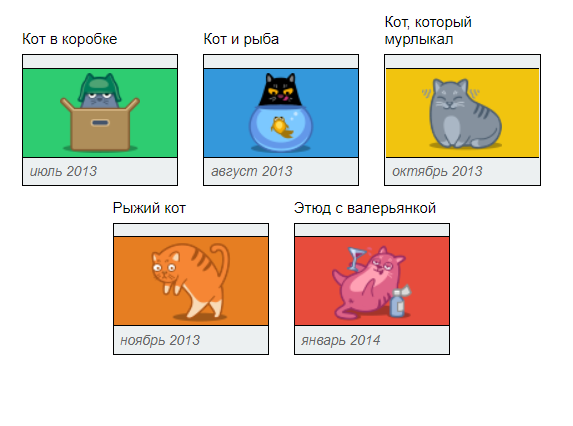 Кот в коробке
июль 2013
Кот и рыба
август 2013
Кот, который
мурлыкал
октябрь 2013
Рыжий кот
ноябрь 2013
Этюд с валерьянкой
январь 2014